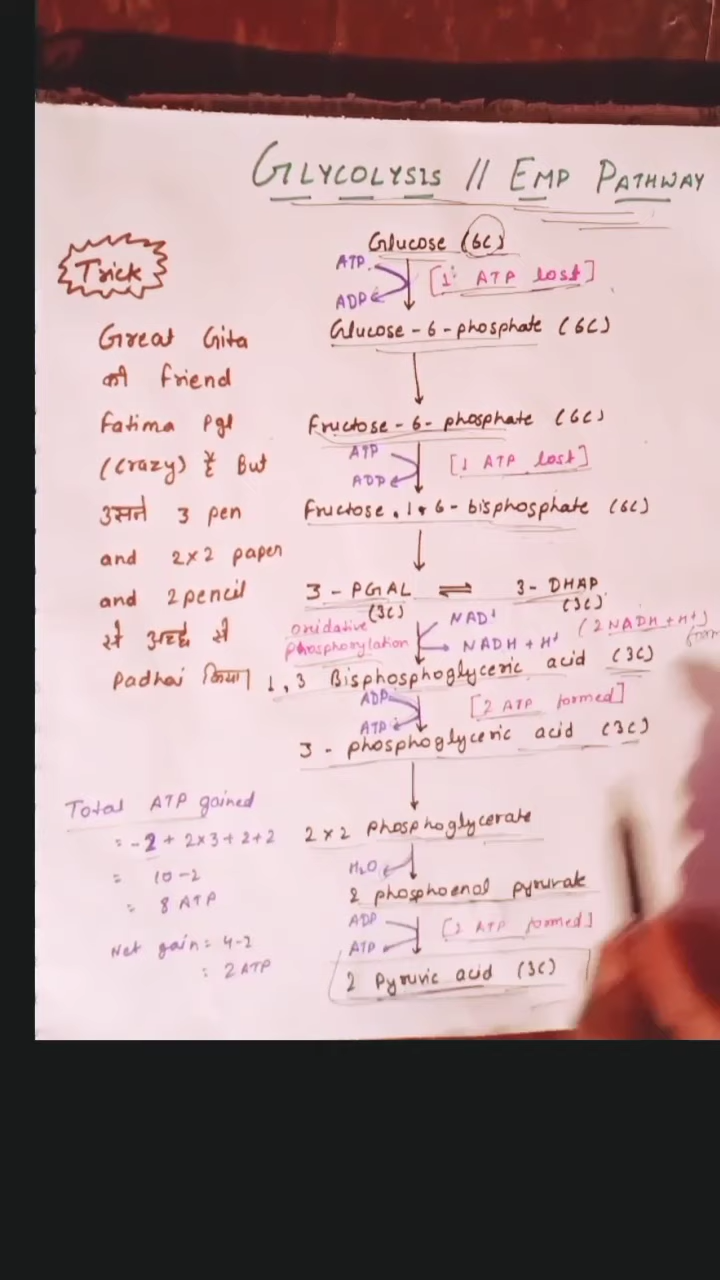 GLYCOLYSIS // EMP PATHWAY
Trick
Great Gita
की friend
Fatima Pgl
(crazy) है But
उसने 3 pen
and 2x2 paper
and 2 pencil
से अच्छे से
Padhai किया।
Glucose (6C)
ATP
ADP
[1 ATP lost]
Glucose - 6 - phosphate (6C)
Fructose - 6 - phosphate (6C)
ATP
ADP
[1 ATP lost]
Fructose, 1, 6 - bisphosphate (6C)
3 - PGAL ⇌ 3 - DHAP
(3C) (3C)
oxidative
phosphorylation
NAD+
NADH + H+
(2 NADH + H+)
1, 3 Bisphosphoglyceric acid (3C)
ADP
ATP
[2 ATP formed]
3 - phosphoglyceric acid (3C)
2 x 2 Phosphoglycerate
H₂O
2 phosphoenol pyruvate
ADP
ATP
[2 ATP formed]
2 Pyruvic acid (3C)
Total ATP gained
= - 2 + 2x3 + 2 + 2
= 10 - 2
= 8 ATP
Net gain = 4 - 2
= 2 ATP